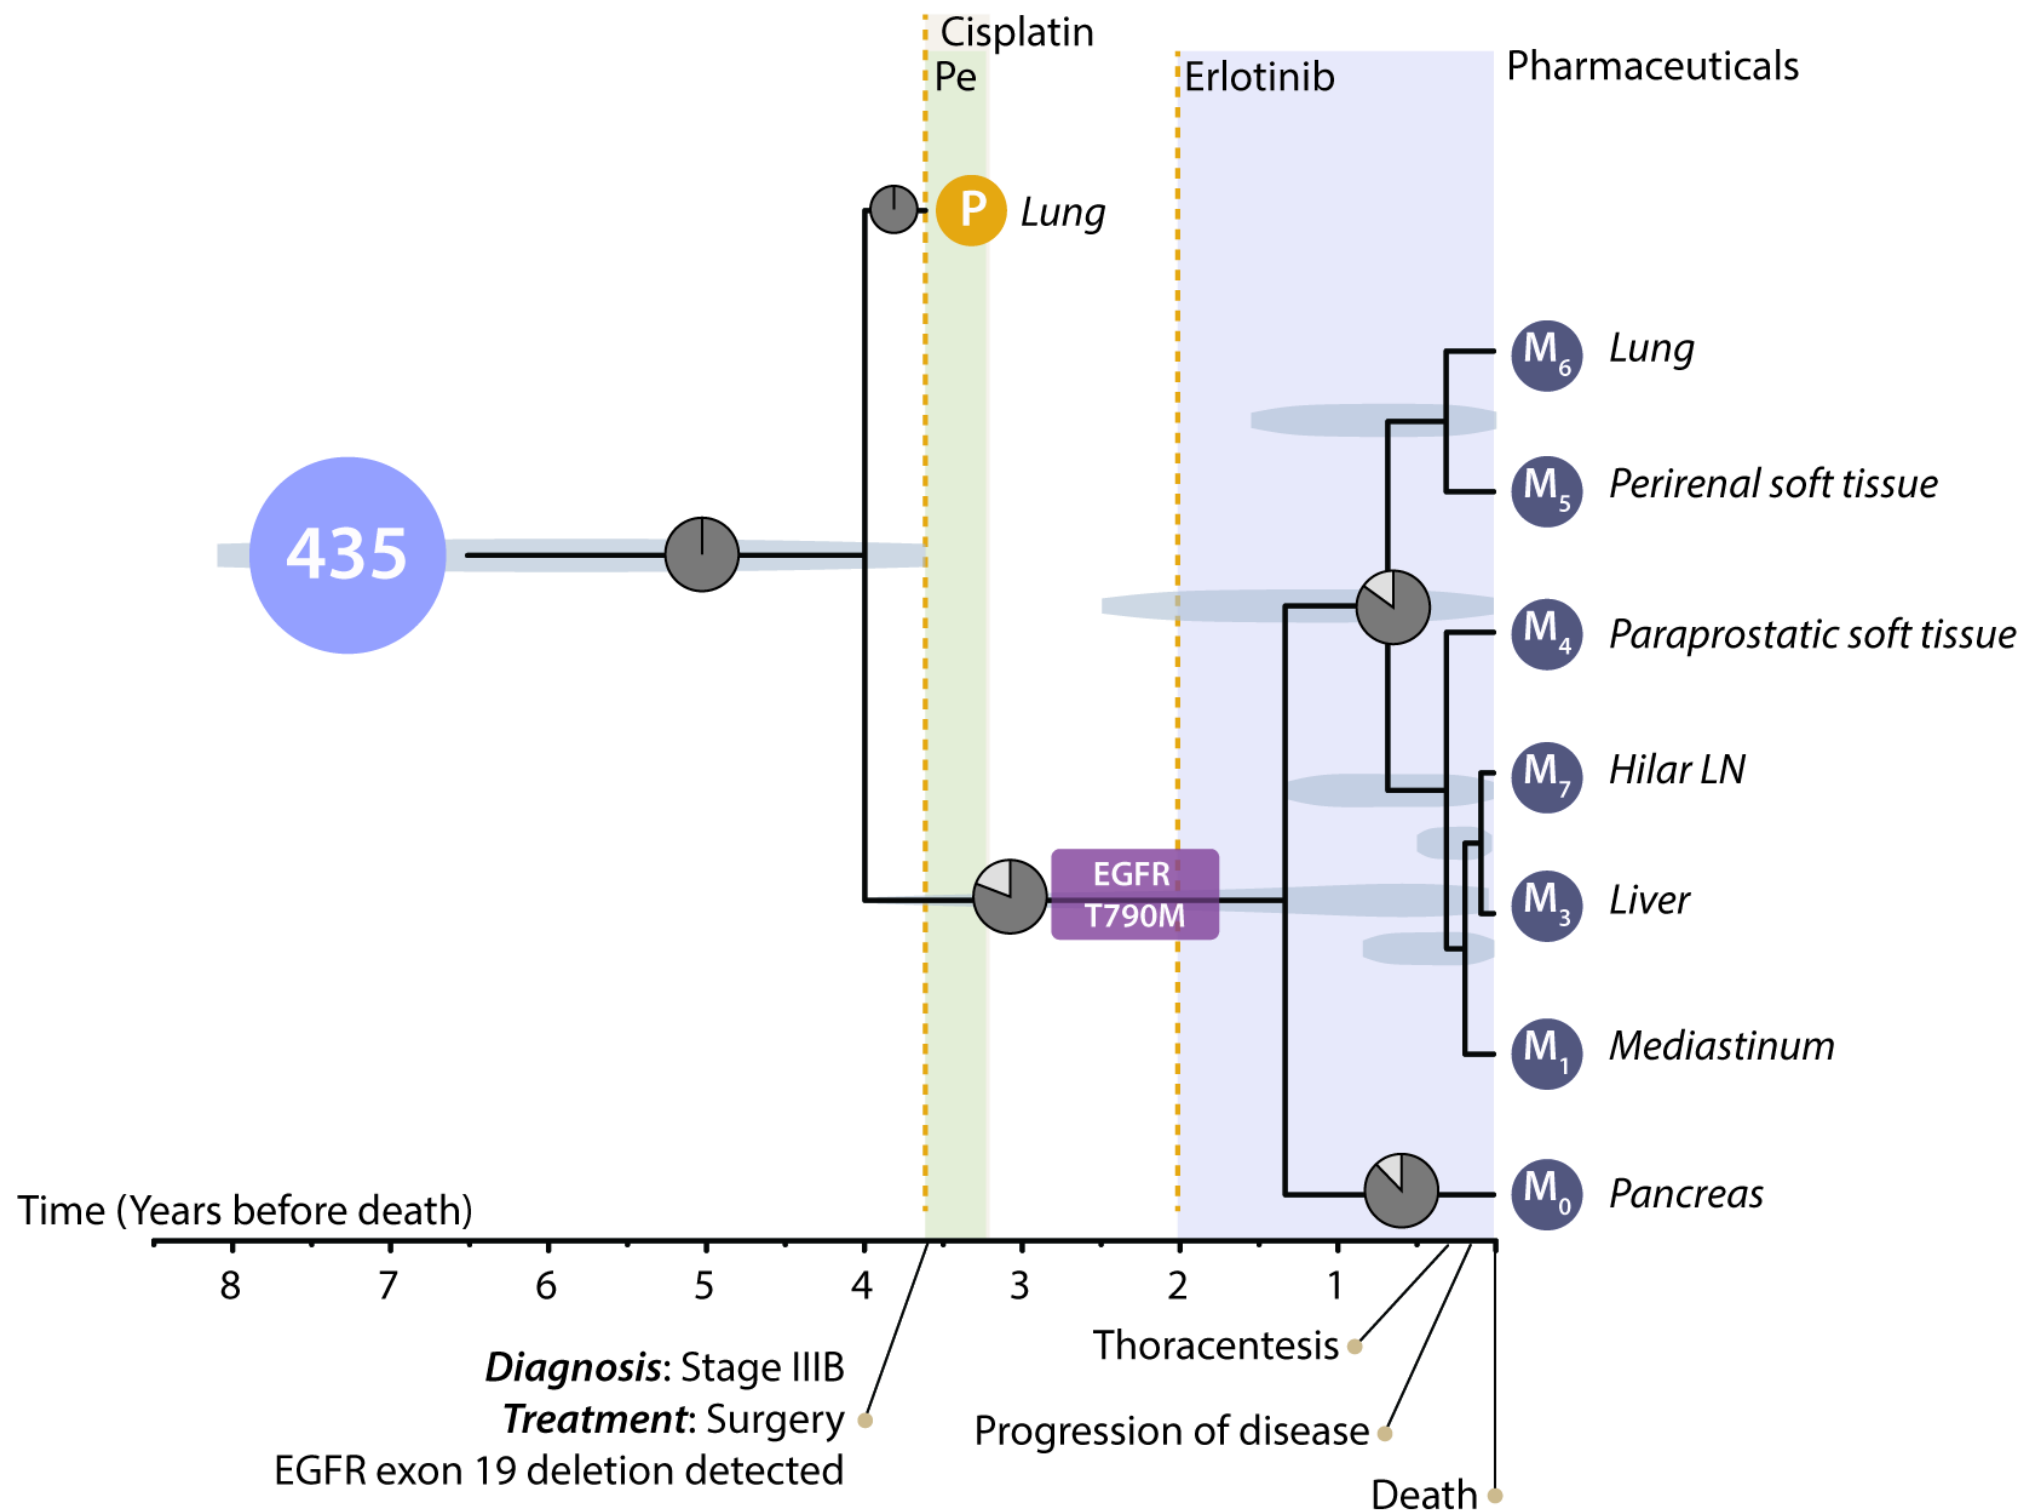 Cisplatin
Pe
Erlotinib
Pharmaceuticals
P Lung
M6 Lung
M5 Perirenal soft tissue
435
M4 Paraprostatic soft tissue
M7 Hilar LN
EGFR
T790M
M3 Liver
M1 Mediastinum
M0 Pancreas
Time (Years before death)
8 7 6 5 4 3 2 1
Thoracentesis
Diagnosis: Stage IIIB
Treatment: Surgery
EGFR exon 19 deletion detected
Progression of disease
Death